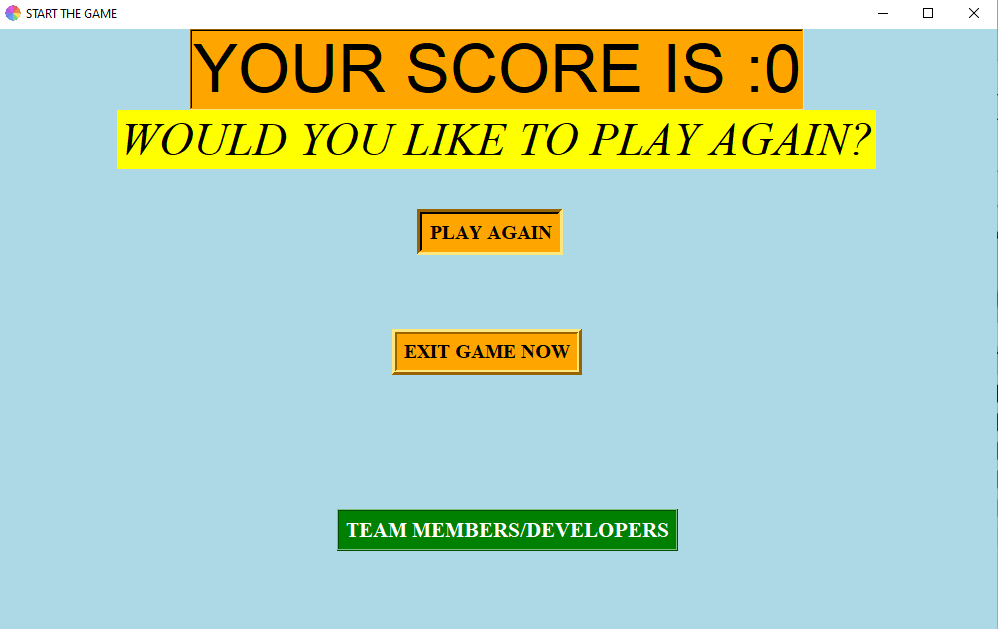 START THE GAME
YOUR SCORE IS :0
WOULD YOU LIKE TO PLAY AGAIN?
PLAY AGAIN
EXIT GAME NOW
TEAM MEMBERS/DEVELOPERS